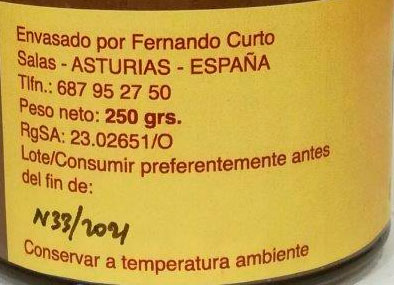 Envasado por Fernando Curto
Salas - ASTURIAS - ESPAÑA
Tlfn.: 687 95 27 50
Peso neto: 250 grs.
RgSA: 23.02651/O
Lote/Consumir preferentemente antes
del fin de:
N33/2021
Conservar a temperatura ambiente